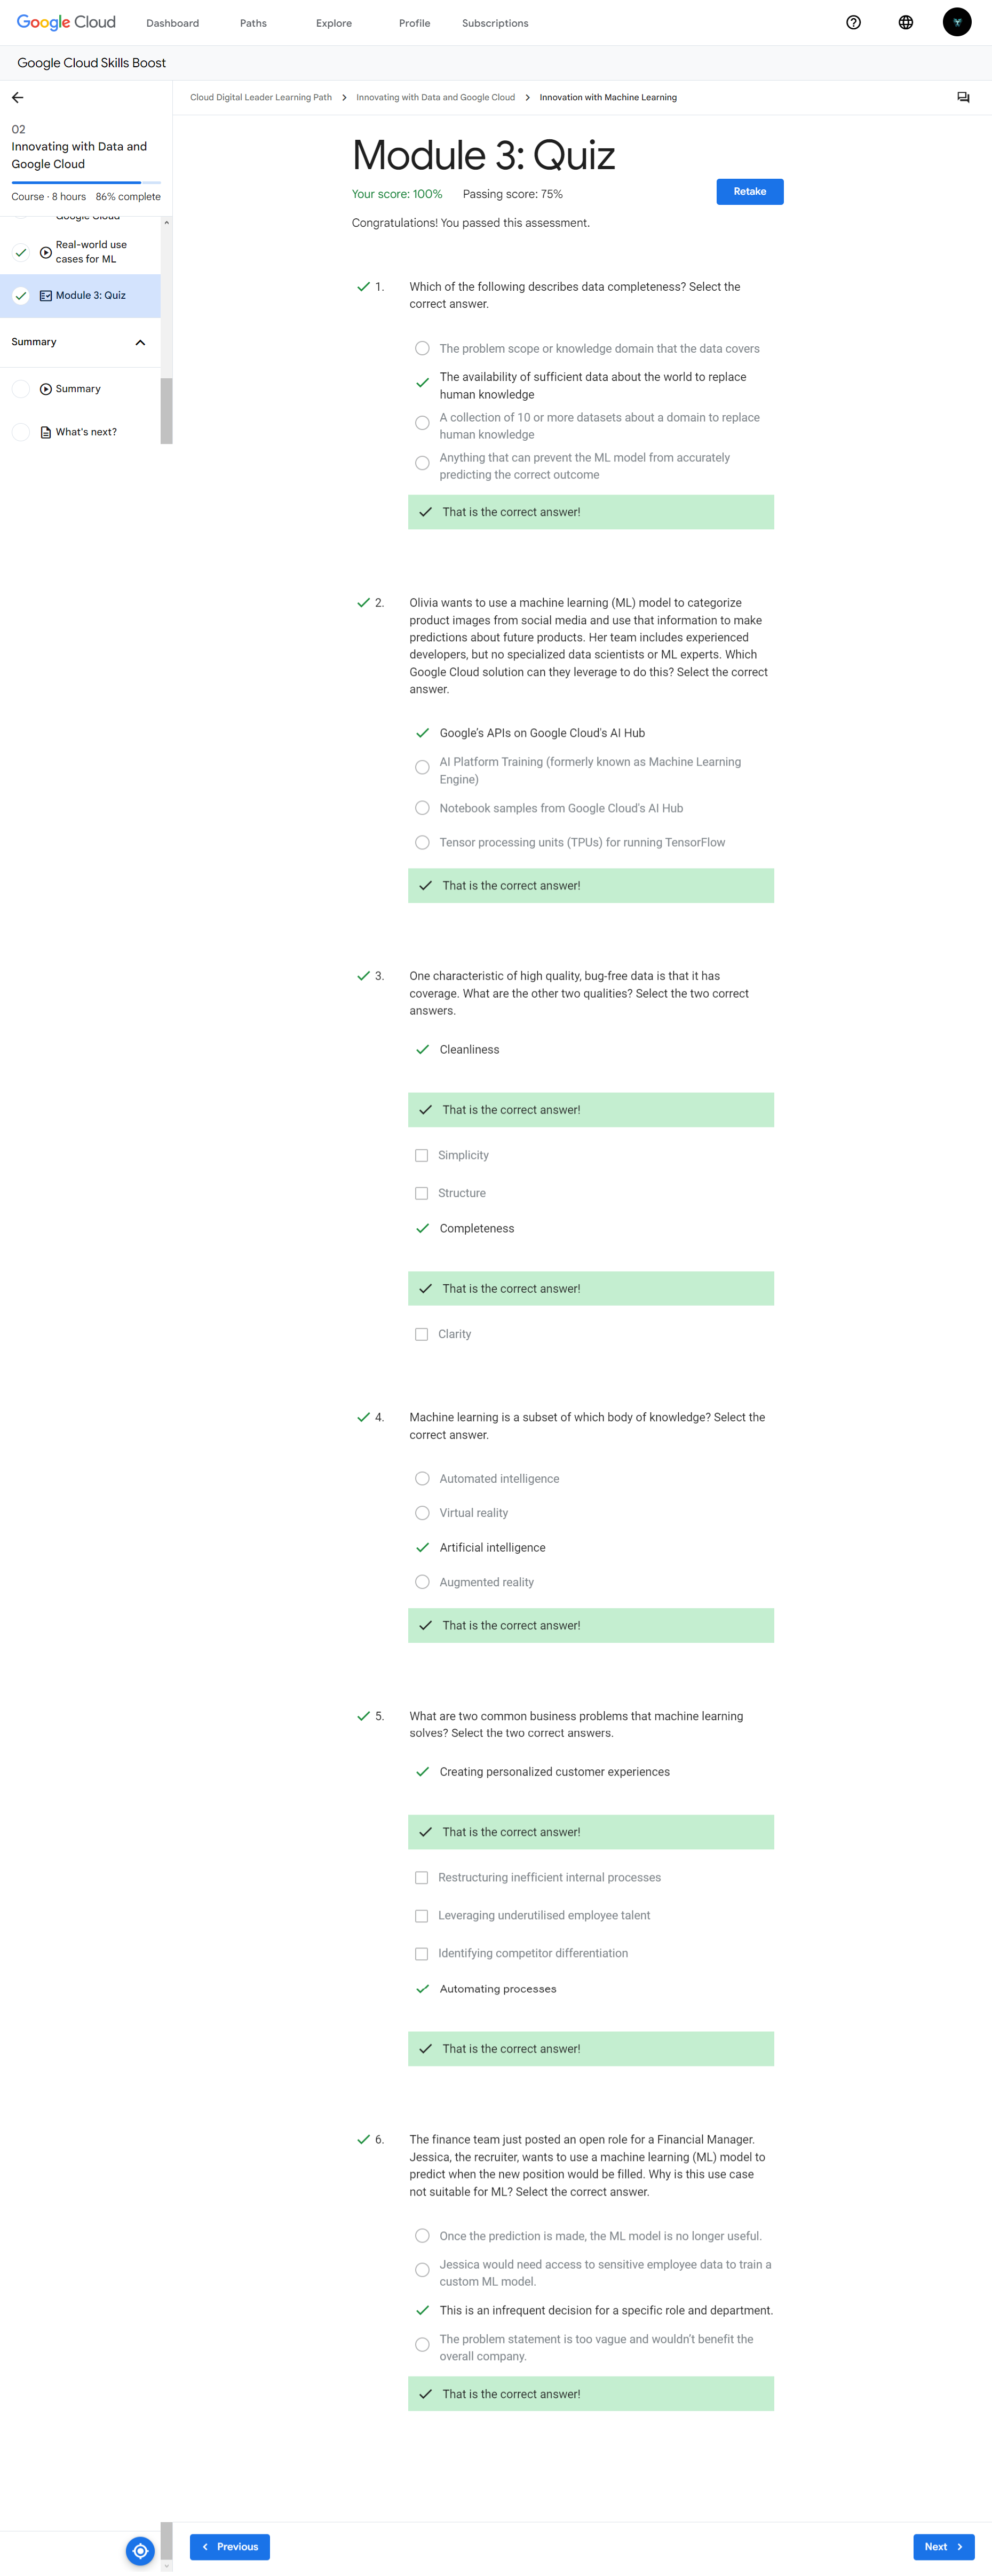 Google Cloud
Dashboard
Paths
Explore
Profile
Subscriptions
Google Cloud Skills Boost
02
Innovating with Data and
Google Cloud
Course · 8 hours 86% complete
Google Cloud
Real-world use
cases for ML
Module 3: Quiz
Summary
Summary
What's next?
Cloud Digital Leader Learning Path > Innovating with Data and Google Cloud > Innovation with Machine Learning
Module 3: Quiz
Your score: 100% Passing score: 75%
Retake
Congratulations! You passed this assessment.
1. Which of the following describes data completeness? Select the
correct answer.
The problem scope or knowledge domain that the data covers
The availability of sufficient data about the world to replace
human knowledge
A collection of 10 or more datasets about a domain to replace
human knowledge
Anything that can prevent the ML model from accurately
predicting the correct outcome
That is the correct answer!
2. Olivia wants to use a machine learning (ML) model to categorize
product images from social media and use that information to make
predictions about future products. Her team includes experienced
developers, but no specialized data scientists or ML experts. Which
Google Cloud solution can they leverage to do this? Select the correct
answer.
Google's APIs on Google Cloud's AI Hub
AI Platform Training (formerly known as Machine Learning
Engine)
Notebook samples from Google Cloud's AI Hub
Tensor processing units (TPUs) for running TensorFlow
That is the correct answer!
3. One characteristic of high quality, bug-free data is that it has
coverage. What are the other two qualities? Select the two correct
answers.
Cleanliness
That is the correct answer!
Simplicity
Structure
Completeness
That is the correct answer!
Clarity
4. Machine learning is a subset of which body of knowledge? Select the
correct answer.
Automated intelligence
Virtual reality
Artificial intelligence
Augmented reality
That is the correct answer!
5. What are two common business problems that machine learning
solves? Select the two correct answers.
Creating personalized customer experiences
That is the correct answer!
Restructuring inefficient internal processes
Leveraging underutilised employee talent
Identifying competitor differentiation
Automating processes
That is the correct answer!
6. The finance team just posted an open role for a Financial Manager.
Jessica, the recruiter, wants to use a machine learning (ML) model to
predict when the new position would be filled. Why is this use case
not suitable for ML? Select the correct answer.
Once the prediction is made, the ML model is no longer useful.
Jessica would need access to sensitive employee data to train a
custom ML model.
This is an infrequent decision for a specific role and department.
The problem statement is too vague and wouldn't benefit the
overall company.
That is the correct answer!
Previous
Next